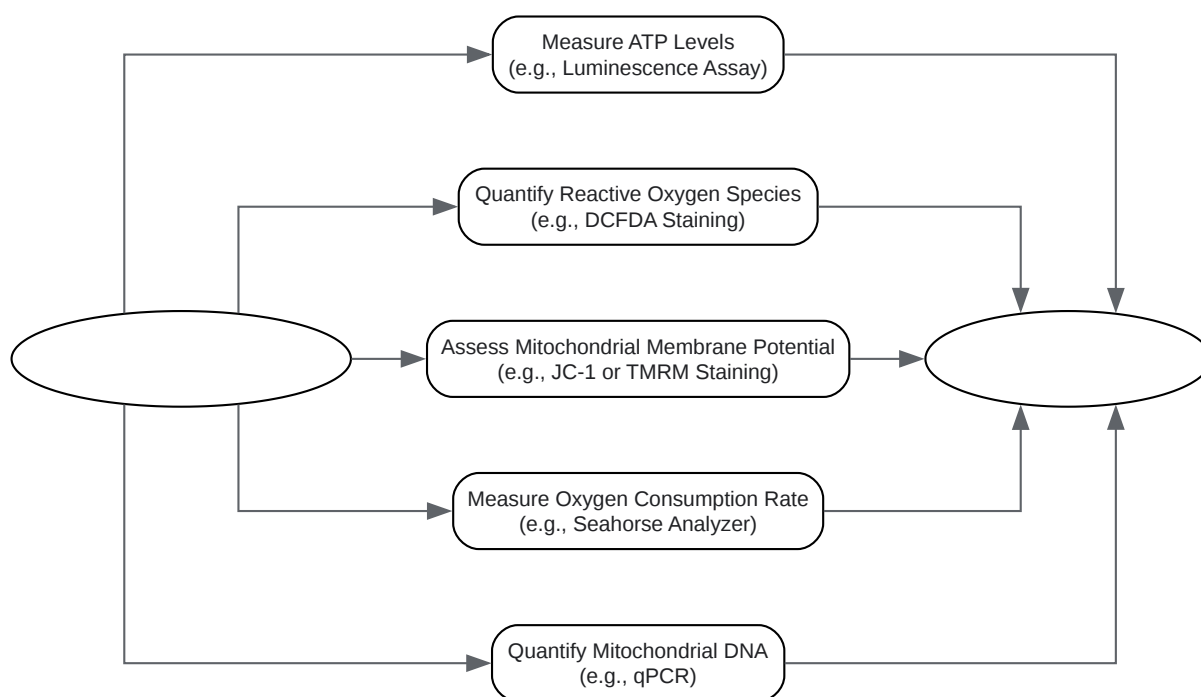 Measure ATP Levels
(e.g., Luminescence Assay)
Quantify Reactive Oxygen Species
(e.g., DCFDA Staining)
Assess Mitochondrial Membrane Potential
(e.g., JC-1 or TMRM Staining)
Measure Oxygen Consumption Rate
(e.g., Seahorse Analyzer)
Quantify Mitochondrial DNA
(e.g., qPCR)